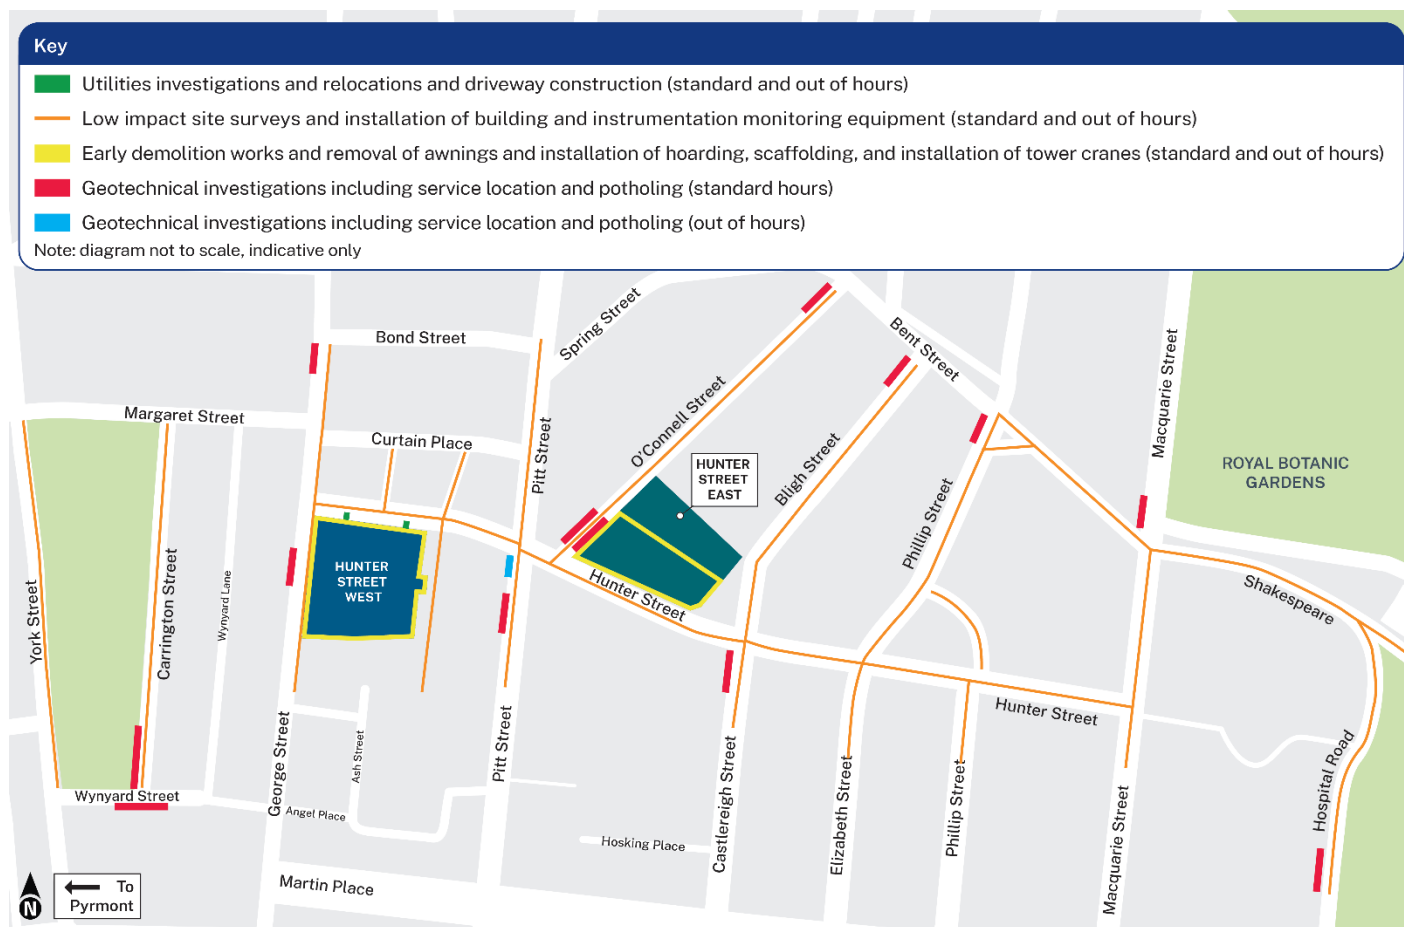 Key
Utilities investigations and relocations and driveway construction (standard and out of hours)
Low impact site surveys and installation of building and instrumentation monitoring equipment (standard and out of hours)
Early demolition works and removal of awnings and installation of hoarding, scaffolding, and installation of tower cranes (standard and out of hours)
Geotechnical investigations including service location and potholing (standard hours)
Geotechnical investigations including service location and potholing (out of hours)
Note: diagram not to scale, indicative only
Spring Street
Bond Street
Bent Street
Macquarie Street
Margaret Street
Curtain Place
Pitt Street
O'Connell Street
Bligh Street
HUNTER
STREET
EAST
ROYAL BOTANIC
GARDENS
Phillip Street
HUNTER
STREET
WEST
Hunter Street
Shakespeare
York Street
Carrington Street
Wynyard Lane
Hunter Street
George Street
Ash Street
Pitt Street
Castlereigh Street
Elizabeth Street
Phillip Street
Macquarie Street
Hospital Road
Wynyard Street
Angel Place
Hosking Place
Martin Place
N
To
Pyrmont